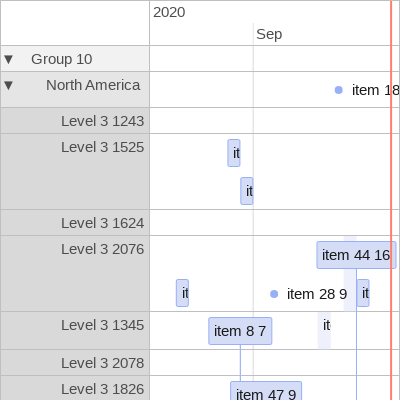 2020
Sep
▼ Group 10
▼ North America
item 18
Level 3 1243
Level 3 1525
it
it
Level 3 1624
Level 3 2076
item 44 16
it
item 28 9
it
Level 3 1345
item 8 7
it
Level 3 2078
Level 3 1826
item 47 9